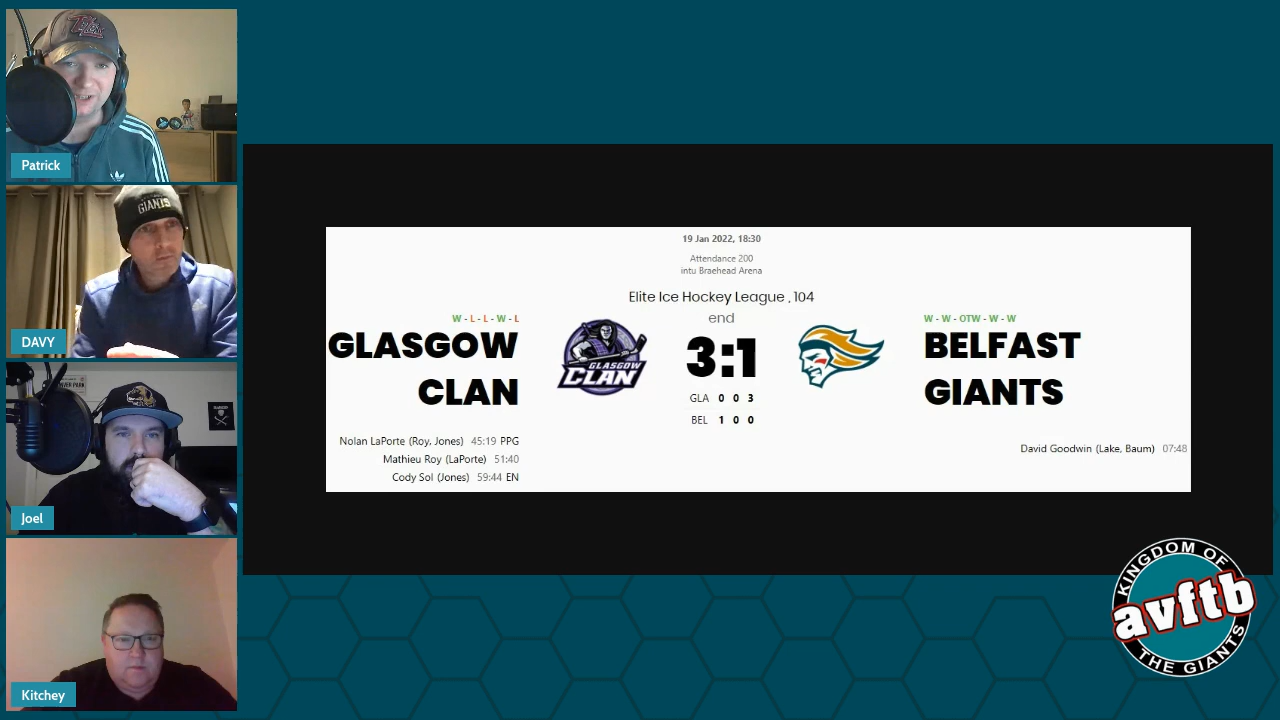 Patrick
GIANTS
DAVY
Joel
Kitchey
19 Jan 2022, 18:30
Attendance 200
intu Braehead Arena
Elite Ice Hockey League , 104
end
W - L - L - W - L
GLASGOW
CLAN
GLASGOW
CLAN
3:1
GLA 0 0 3
BEL 1 0 0
W - W - OTW - W - W
BELFAST
GIANTS
Nolan LaPorte (Roy, Jones) 45:19 PPG
Mathieu Roy (LaPorte) 51:40
Cody Sol (Jones) 59:44 EN
David Goodwin (Lake, Baum) 07:48
KINGDOM OF
avftb
THE GIANTS